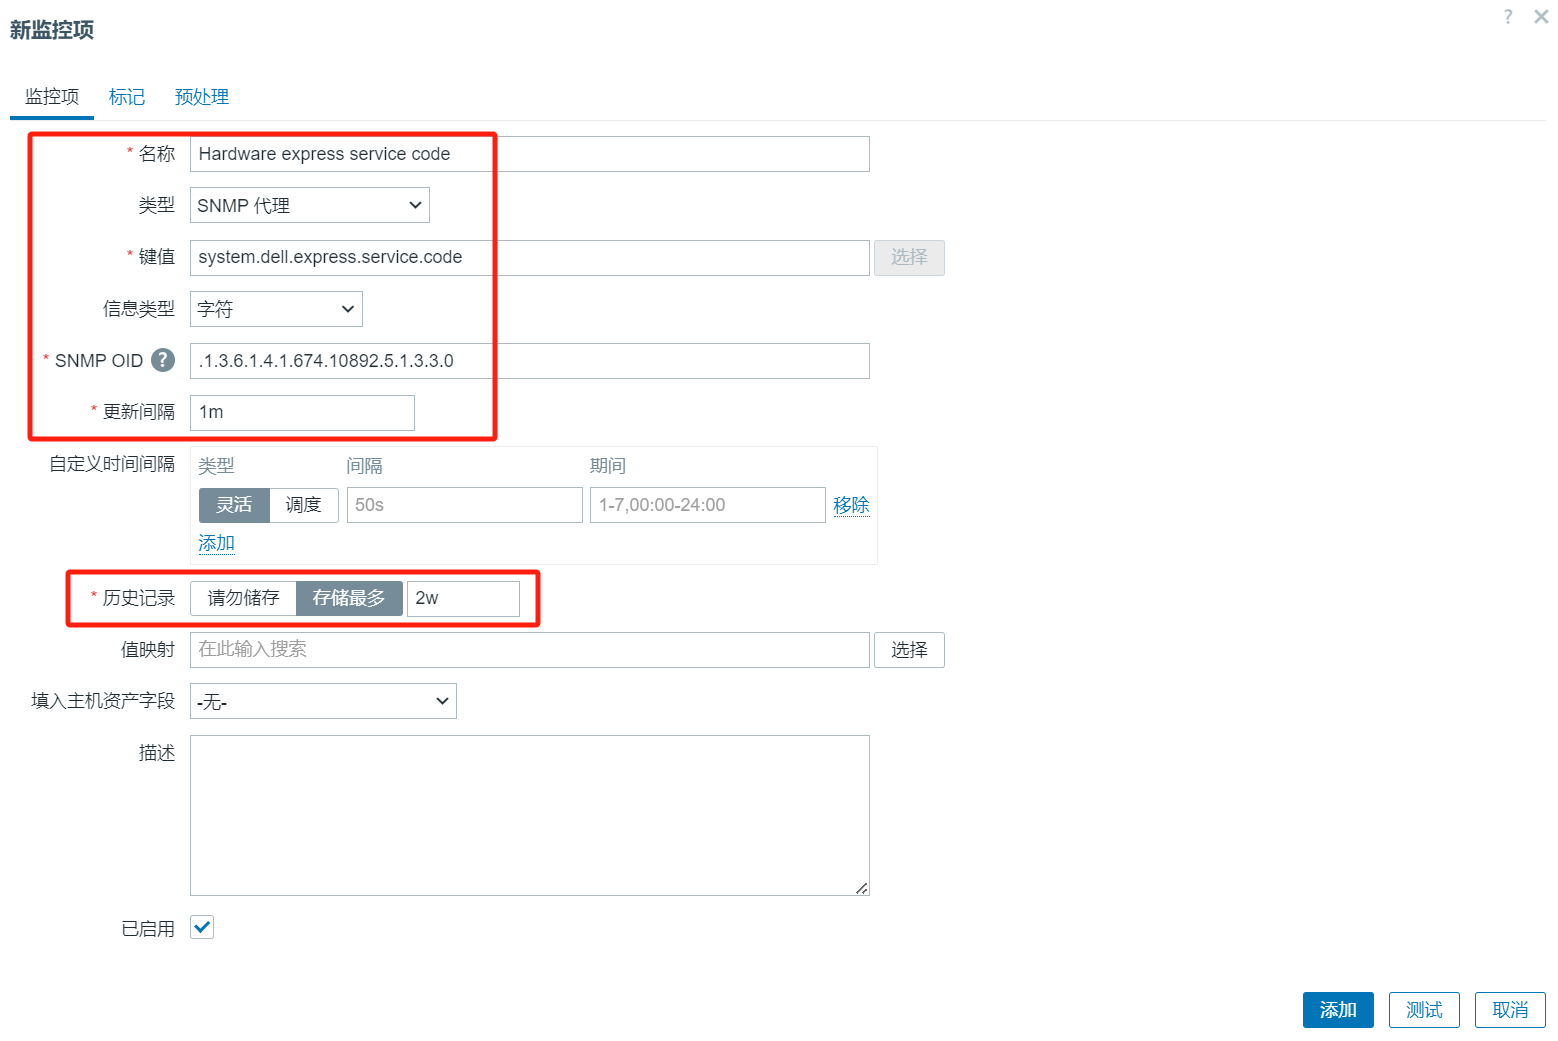 新监控项
? ×
监控项 标记 预处理
* 名称 Hardware express service code
类型 SNMP 代理
* 键值 system.dell.express.service.code 选择
信息类型 字符
* SNMP OID ? .1.3.6.1.4.1.674.10892.5.1.3.3.0
* 更新间隔 1m
自定义时间间隔 类型 间隔 期间
灵活 调度 50s 1-7,00:00-24:00 移除
添加
* 历史记录 请勿储存 存储最多 2w
值映射 在此输入搜索 选择
填入主机资产字段 -无-
描述
已启用
添加 测试 取消